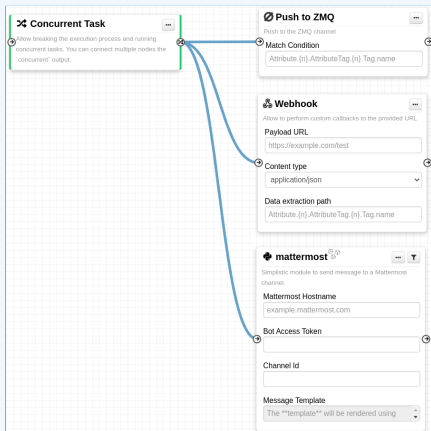 Concurrent Task
Allow breaking the execution process and running
concurrent tasks. You can connect multiple nodes the
`concurrent` output.
Push to ZMQ
Push to the ZMQ channel
Match Condition
Attribute.{n}.AttributeTag.{n}.Tag.name
Webhook
Allow to perform custom callbacks to the provided URL
Payload URL
https://example.com/test
Content type
application/json
Data extraction path
Attribute.{n}.AttributeTag.{n}.Tag.name
mattermost
Simplistic module to send message to a Mattermost
channel.
Mattermost Hostname
example.mattermost.com
Bot Access Token
Channel Id
Message Template
The **template** will be rendered using